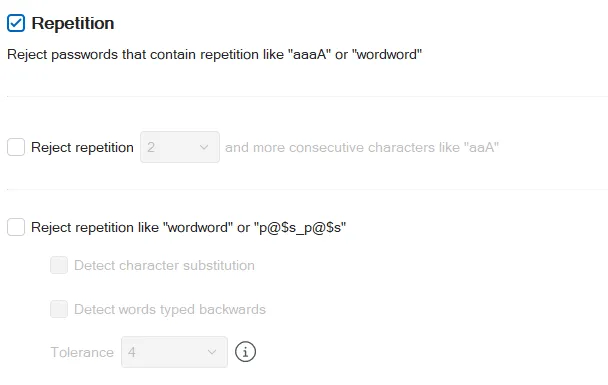 Repetition
Reject passwords that contain repetition like "aaaA" or "wordword"
Reject repetition 2 and more consecutive characters like "aaA"
Reject repetition like "wordword" or "p@$s_p@$s"
Detect character substitution
Detect words typed backwards
Tolerance 4